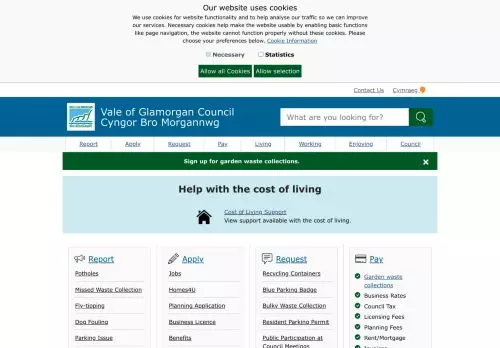 Our website uses cookies
We use cookies for website functionality and to help analyse our traffic so we can improve
our services. Necessary cookies help make the website usable by enabling basic functions
like page navigation, the website cannot function properly without these cookies. Please
choose your preferences below. Cookie Information
Necessary Statistics
Allow all Cookies Allow selection
Contact Us Cymraeg
Vale of Glamorgan Council
Cyngor Bro Morgannwg
What are you looking for?
Report Apply Request Pay Living Working Enjoying Council
Sign up for garden waste collections. ×
Help with the cost of living
Cost of Living Support
View support available with the cost of living.
Report
Potholes
Missed Waste Collection
Fly-tipping
Dog Fouling
Parking Issue
Apply
Jobs
Homes4U
Planning Application
Business Licence
Benefits
Request
Recycling Containers
Blue Parking Badge
Bulky Waste Collection
Resident Parking Permit
Public Participation at
Council Meetings
Pay
Garden waste
collections
Business Rates
Council Tax
Licensing Fees
Planning Fees
Rent/Mortgage